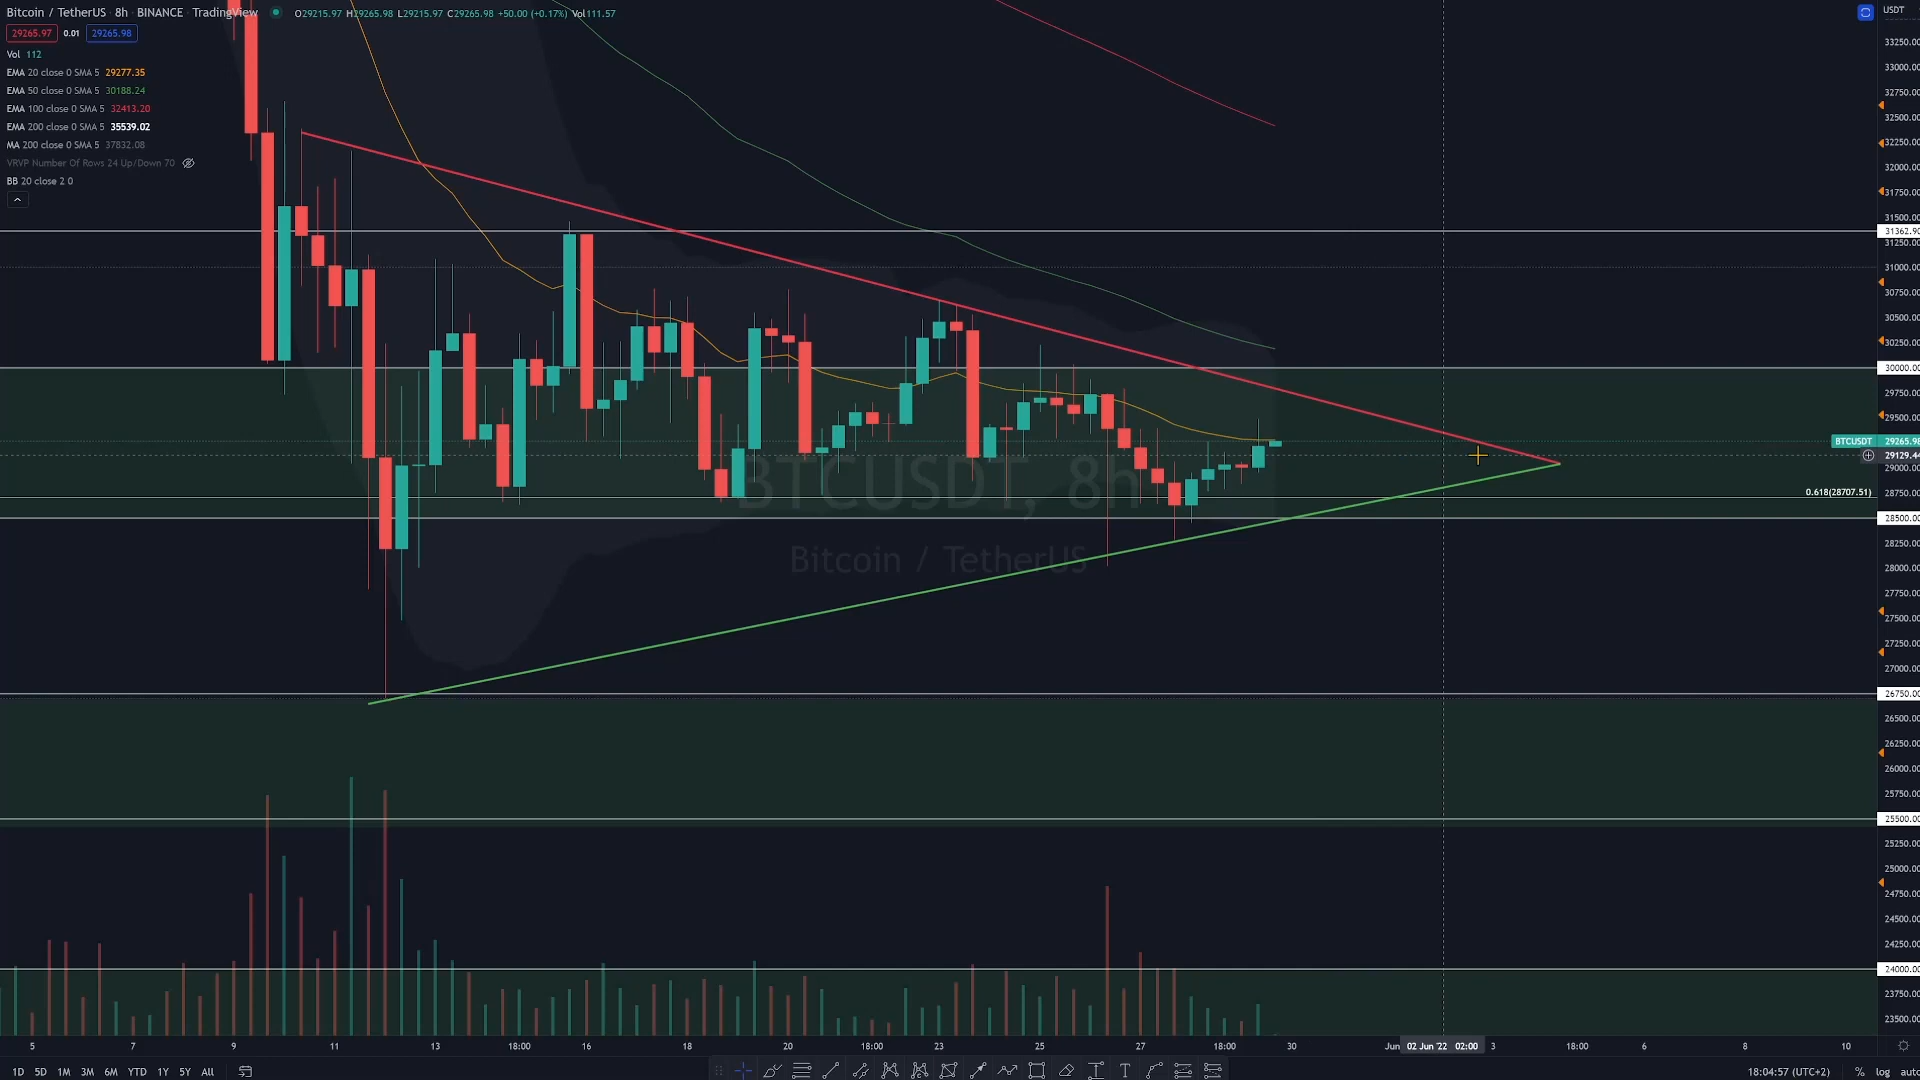 Bitcoin / TetherUS · 8h · BINANCE · TradingView O29215.97 H29265.98 L29215.97 C29265.98 +50.00 (+0.17%) Vol111.57
USDT
29265.97 0.01 29265.98
Vol 112
EMA 20 close 0 SMA 5 29277.35
EMA 50 close 0 SMA 5 30188.24
EMA 100 close 0 SMA 5 32413.20
EMA 200 close 0 SMA 5 35539.02
MA 200 close 0 SMA 5 37832.08
VRVP Number Of Rows 24 Up/Down 70
BB 20 close 2 0
33250.00
33000.00
32750.00
32500.00
32250.00
32000.00
31750.00
31500.00
31362.90
31250.00
31000.00
30750.00
30500.00
30250.00
30000.00
29750.00
29500.00
BTCUSDT 29265.98
29129.44
29000.00
0.618(28707.51)
28750.00
28500.00
28250.00
28000.00
27750.00
27500.00
27250.00
27000.00
26750.00
26500.00
26250.00
26000.00
25750.00
25500.00
25250.00
25000.00
24750.00
24500.00
24250.00
24000.00
23750.00
23500.00
BTCUSDT, 8h
Bitcoin / TetherUS
5 7 9 11 13 18:00 16 18 20 18:00 23 25 27 18:00 30 Jun 02 Jun '22 02:00 3 18:00 6 8 10
1D 5D 1M 3M 6M YTD 1Y 5Y All
18:04:57 (UTC+2) % log auto